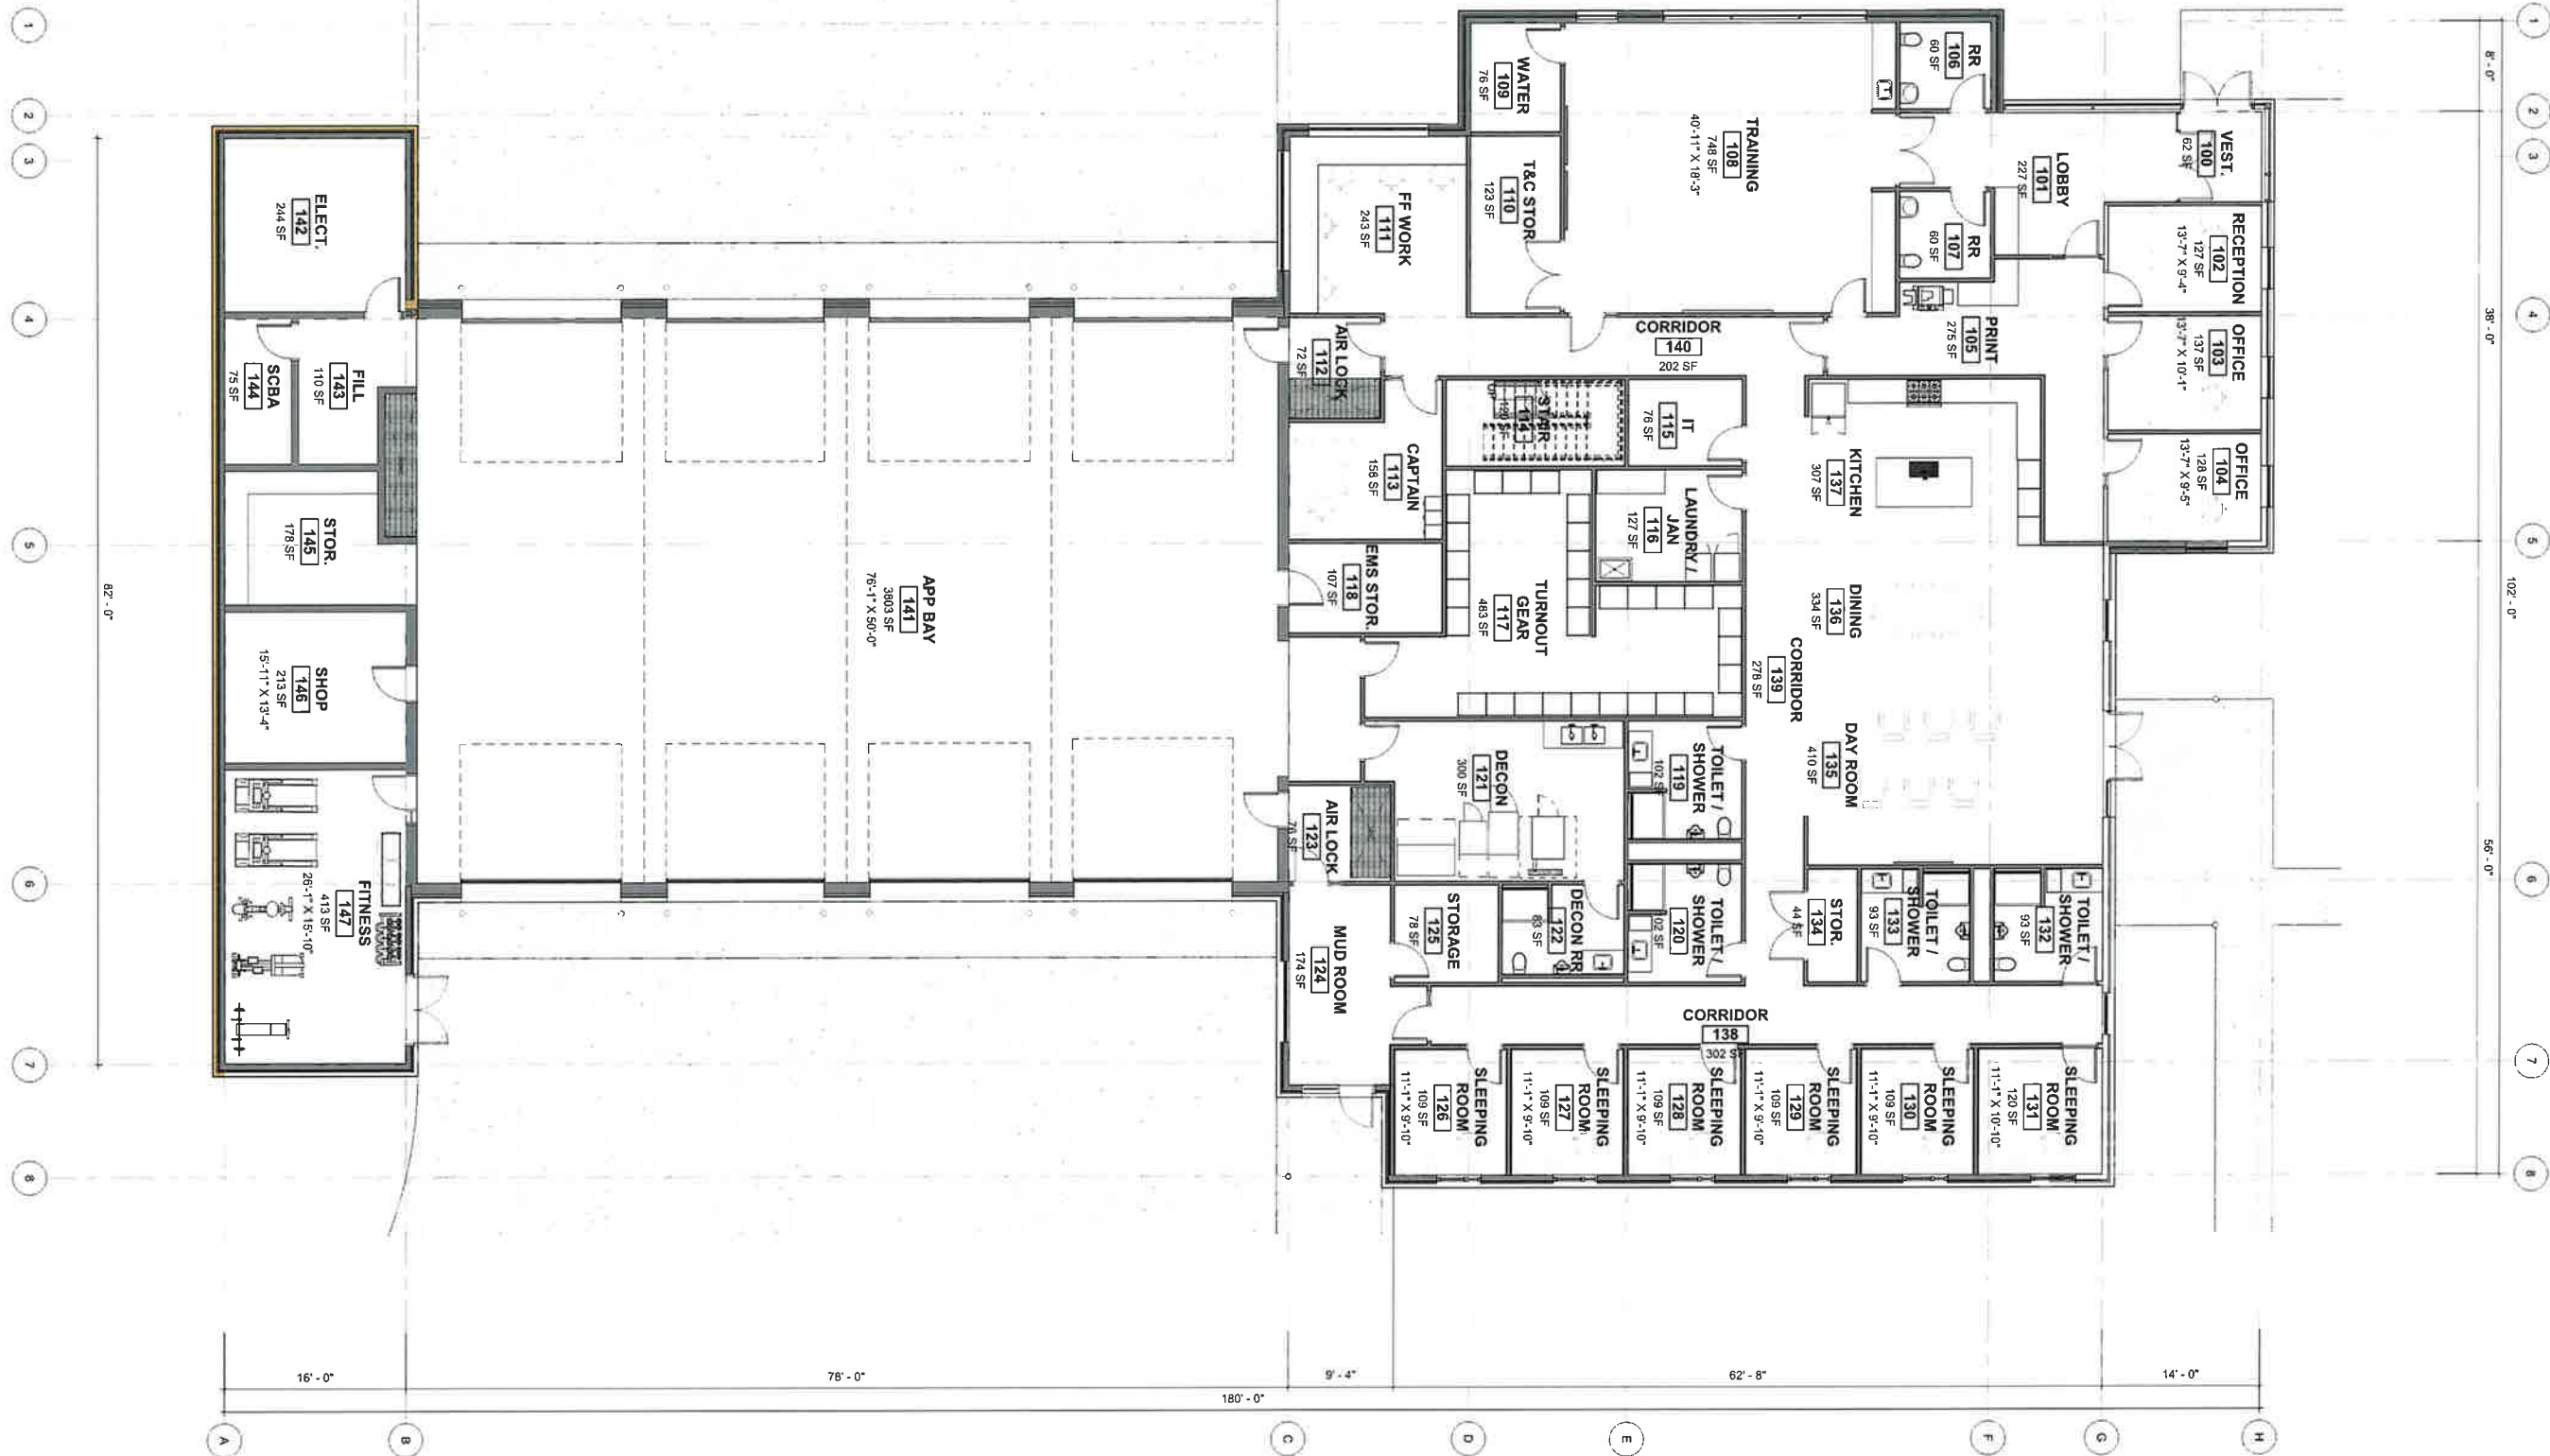 1
2
3
4
5
6
7
8
1
2
3
4
5
6
7
8
8' - 0"
38' - 0"
102' - 0"
56' - 0"
82' - 0"
VEST.
100
62 SF
LOBBY
101
227 SF
RECEPTION
102
127 SF
13'-7" X 9'-4"
OFFICE
103
137 SF
13'-7" X 10'-1"
OFFICE
104
128 SF
13'-7" X 9'-5"
PRINT
105
275 SF
RR
106
60 SF
RR
107
60 SF
TRAINING
108
748 SF
40'-11" X 18'-3"
WATER
109
76 SF
T&C STOR.
110
123 SF
FF WORK
111
243 SF
AIR LOCK
112
72 SF
CAPTAIN
113
158 SF
STAIR
114
120 SF
UP
IT
115
76 SF
LAUNDRY /
JAN
116
127 SF
TURNOUT
GEAR
117
483 SF
EMS STOR.
118
107 SF
TOILET /
SHOWER
119
102 SF
TOILET /
SHOWER
120
102 SF
DECON
121
300 SF
DECON RR
122
83 SF
AIR LOCK
123
76 SF
MUD ROOM
124
174 SF
STORAGE
125
78 SF
SLEEPING
ROOM
126
109 SF
11'-1" X 9'-10"
SLEEPING
ROOM
127
109 SF
11'-1" X 9'-10"
SLEEPING
ROOM
128
109 SF
11'-1" X 9'-10"
SLEEPING
ROOM
129
109 SF
11'-1" X 9'-10"
SLEEPING
ROOM
130
109 SF
11'-1" X 9'-10"
SLEEPING
ROOM
131
120 SF
11'-1" X 10'-10"
TOILET /
SHOWER
132
93 SF
TOILET /
SHOWER
133
93 SF
STOR.
134
44 SF
DAY ROOM
135
410 SF
DINING
136
334 SF
KITCHEN
137
307 SF
CORRIDOR
138
302 SF
CORRIDOR
139
278 SF
CORRIDOR
140
202 SF
APP BAY
141
3803 SF
76'-1" X 50'-0"
ELECT.
142
244 SF
FILL
143
110 SF
SCBA
144
75 SF
STOR.
145
178 SF
SHOP
146
213 SF
15'-11" X 13'-4"
FITNESS
147
413 SF
26'-1" X 15'-10"
16' - 0"
78' - 0"
9' - 4"
62' - 8"
14' - 0"
180' - 0"
A
B
C
D
E
F
G
H